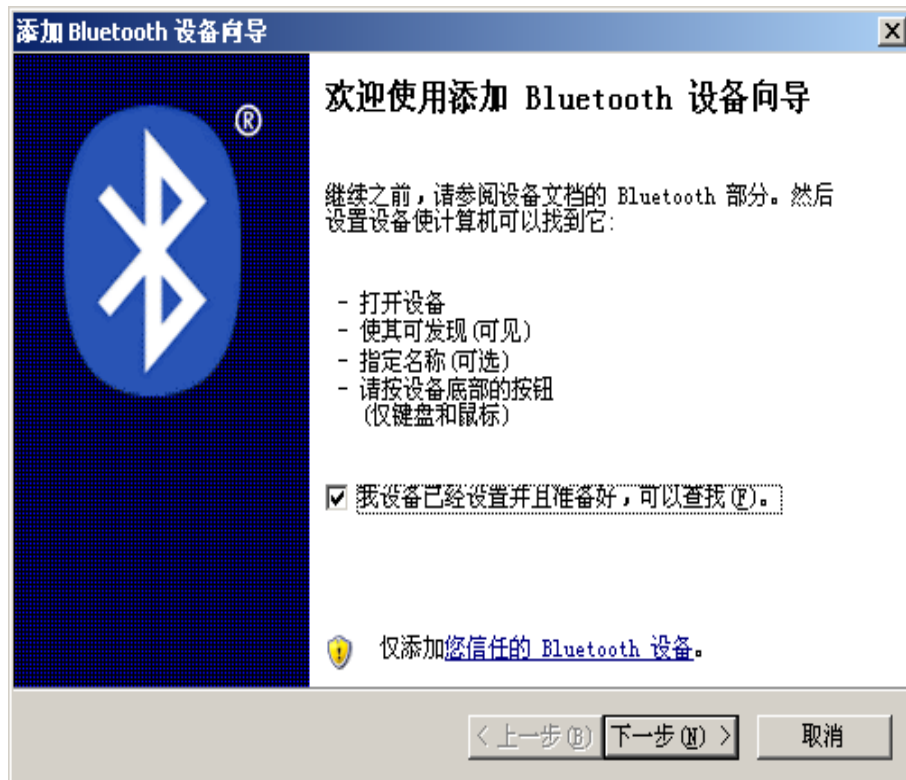 添加 Bluetooth 设备向导
®
欢迎使用添加 Bluetooth 设备向导
继续之前，请参阅设备文档的 Bluetooth 部分。然后
设置设备使计算机可以找到它:
- 打开设备
- 使其可发现(可见)
- 指定名称(可选)
- 请按设备底部的按钮
(仅键盘和鼠标)
我设备已经设置并且准备好，可以查找(F)。
仅添加您信任的 Bluetooth 设备。
< 上一步(B) 下一步(N) > 取消